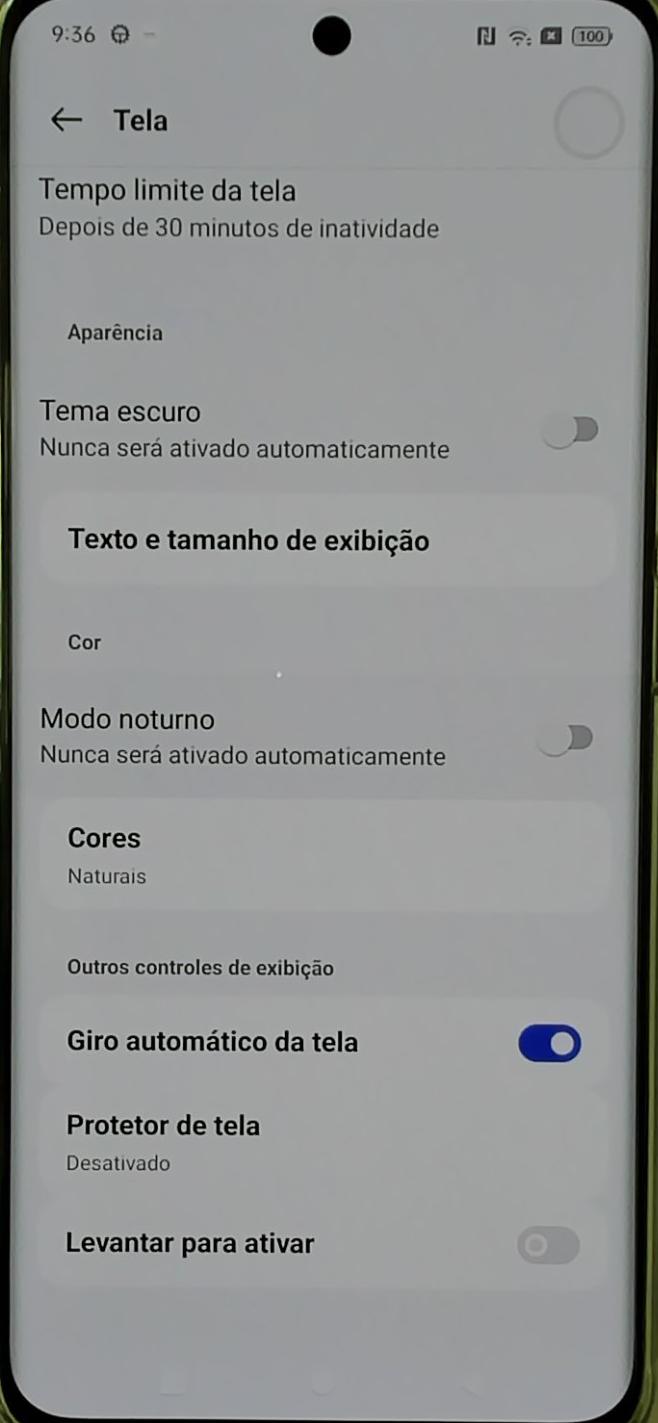 9:36
100
Tela
Tempo limite da tela
Depois de 30 minutos de inatividade
Aparência
Tema escuro
Nunca será ativado automaticamente
Texto e tamanho de exibição
Cor
Modo noturno
Nunca será ativado automaticamente
Cores
Naturais
Outros controles de exibição
Giro automático da tela
Protetor de tela
Desativado
Levantar para ativar